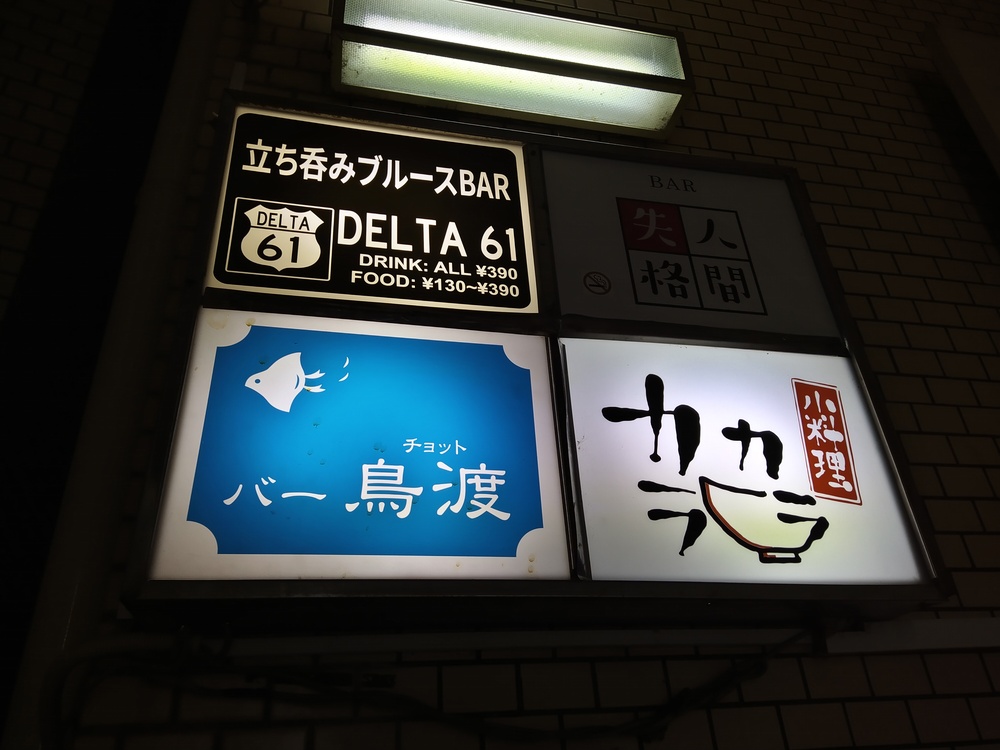 立ち呑みブルースBAR
DELTA
61
DELTA 61
DRINK: ALL ¥390
FOOD: ¥130~¥390
BAR
人間
失格
チョット
バー 鳥渡
小料理
カカ
ララ